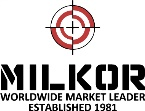 MILKOR
WORLDWIDE MARKET LEADER
ESTABLISHED 1981